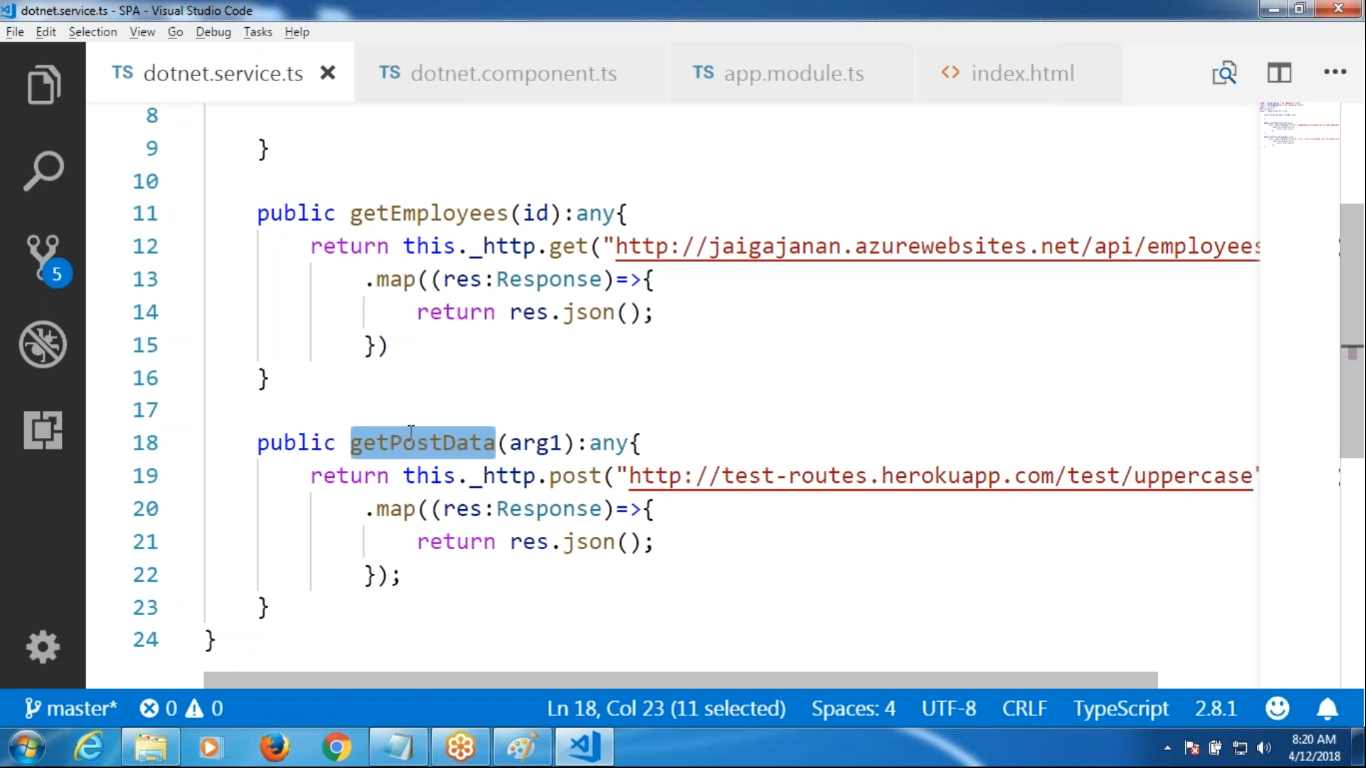 dotnet.service.ts - SPA - Visual Studio Code
File Edit Selection View Go Debug Tasks Help
TS dotnet.service.ts TS dotnet.component.ts TS app.module.ts <> index.html
8
9 }
10
11 public getEmployees(id):any{
12 return this._http.get("http://jaigajanan.azurewebsites.net/api/employees
13 .map((res:Response)=>{
14 return res.json();
15 })
16 }
17
18 public getPostData(arg1):any{
19 return this._http.post("http://test-routes.herokuapp.com/test/uppercase"
20 .map((res:Response)=>{
21 return res.json();
22 });
23 }
24 }
5
master* 0 0 Ln 18, Col 23 (11 selected) Spaces: 4 UTF-8 CRLF TypeScript 2.8.1
8:20 AM
4/12/2018